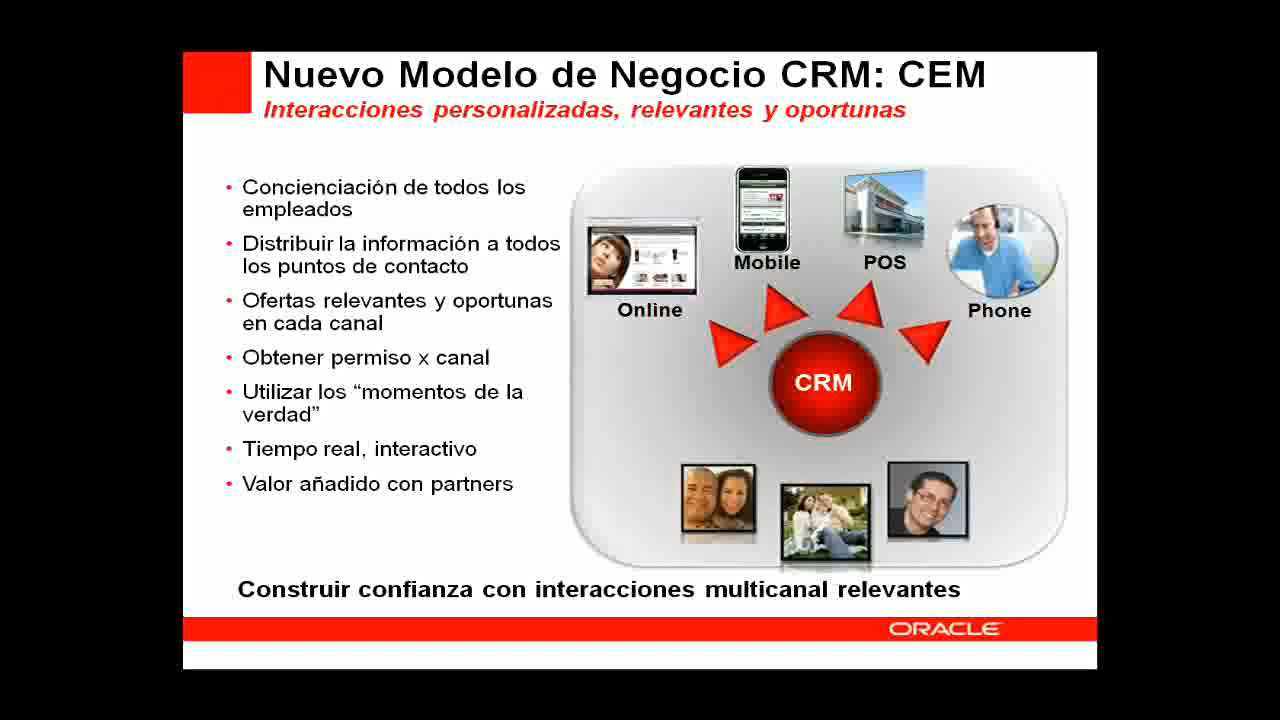 Nuevo Modelo de Negocio CRM: CEM
Interacciones personalizadas, relevantes y oportunas
• Concienciación de todos los
empleados
• Distribuir la información a todos
los puntos de contacto
• Ofertas relevantes y oportunas
en cada canal
• Obtener permiso x canal
• Utilizar los “momentos de la
verdad”
• Tiempo real, interactivo
• Valor añadido con partners
Online
Mobile
POS
Phone
CRM
Construir confianza con interacciones multicanal relevantes
ORACLE